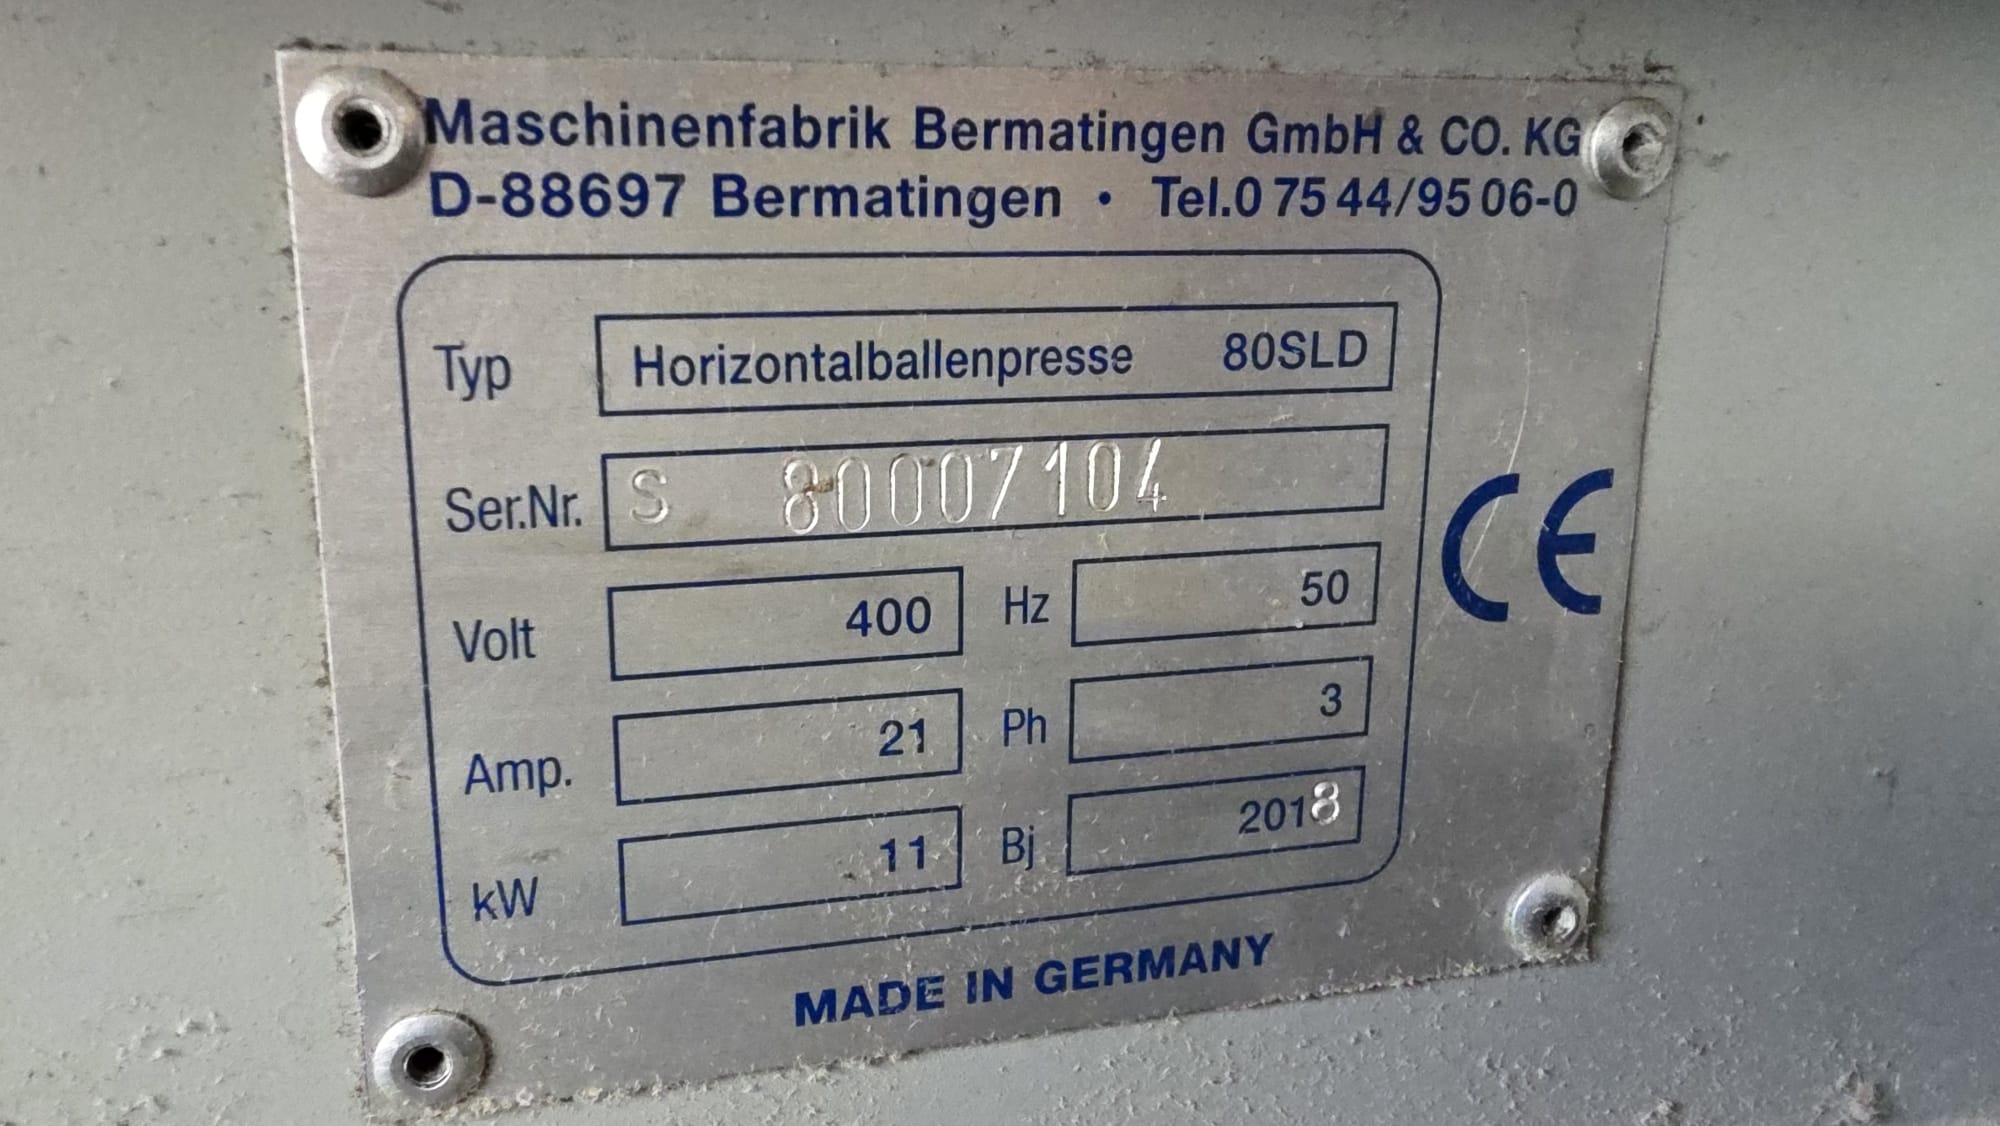 Maschinenfabrik Bermatingen GmbH & CO. KG
D-88697 Bermatingen • Tel.0 75 44/95 06-0
Typ Horizontalballenpresse 80SLD
Ser.Nr. S 80007104
Volt 400 Hz 50
Amp. 21 Ph 3
kW 11 Bj 2018
CE
MADE IN GERMANY